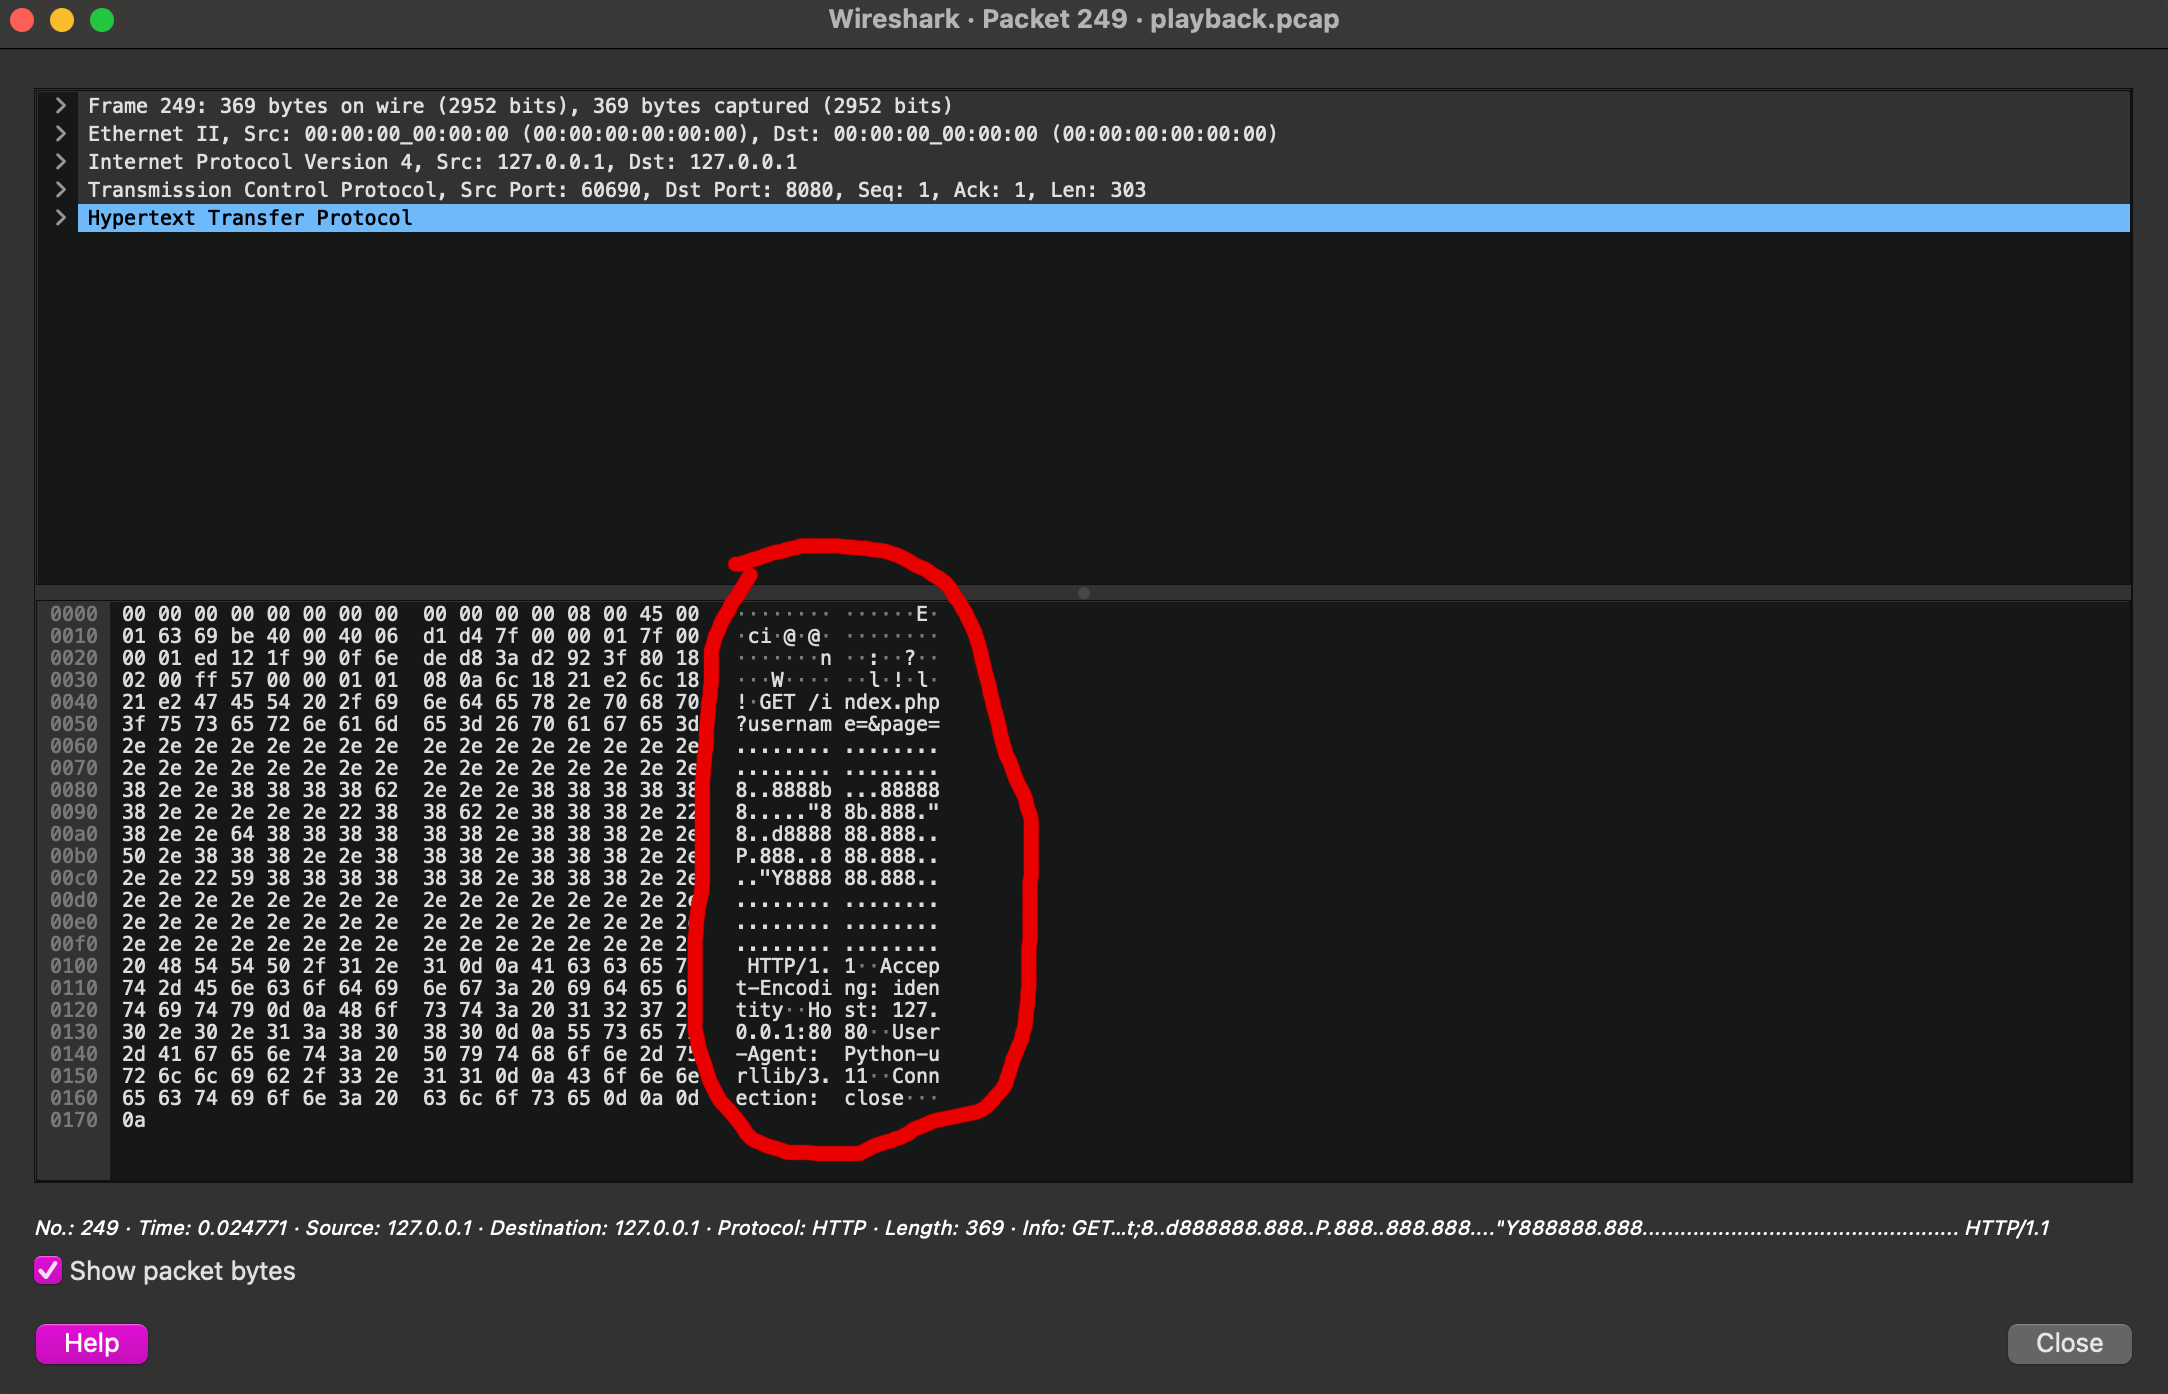 Wireshark · Packet 249 · playback.pcap
Frame 249: 369 bytes on wire (2952 bits), 369 bytes captured (2952 bits)
Ethernet II, Src: 00:00:00_00:00:00 (00:00:00:00:00:00), Dst: 00:00:00_00:00:00 (00:00:00:00:00:00)
Internet Protocol Version 4, Src: 127.0.0.1, Dst: 127.0.0.1
Transmission Control Protocol, Src Port: 60690, Dst Port: 8080, Seq: 1, Ack: 1, Len: 303
Hypertext Transfer Protocol
0000 00 00 00 00 00 00 00 00 00 00 00 00 08 00 45 00 ········ ······E·
0010 01 63 69 be 40 00 40 06 d1 d4 7f 00 00 01 7f 00 ·ci·@·@· ········
0020 00 01 ed 12 1f 90 0f 6e de d8 3a d2 92 3f 80 18 ·······n ··:··?··
0030 02 00 ff 57 00 00 01 01 08 0a 6c 18 21 e2 6c 18 ···W···· ··l·!·l·
0040 21 e2 47 45 54 20 2f 69 6e 64 65 78 2e 70 68 70 !·GET /i ndex.php
0050 3f 75 73 65 72 6e 61 6d 65 3d 26 70 61 67 65 3d ?usernam e=&page=
0060 2e 2e 2e 2e 2e 2e 2e 2e 2e 2e 2e 2e 2e 2e 2e 2e ........ ........
0070 2e 2e 2e 2e 2e 2e 2e 2e 2e 2e 2e 2e 2e 2e 2e 2e ........ ........
0080 38 2e 2e 38 38 38 38 62 2e 2e 2e 38 38 38 38 38 8..8888b ...88888
0090 38 2e 2e 2e 2e 2e 22 38 38 62 2e 38 38 38 2e 22 8....."8 8b.888."
00a0 38 2e 2e 64 38 38 38 38 38 38 2e 38 38 38 2e 2e 8..d8888 88.888..
00b0 50 2e 38 38 38 2e 2e 38 38 38 2e 38 38 38 2e 2e P.888..8 88.888..
00c0 2e 2e 22 59 38 38 38 38 38 38 2e 38 38 38 2e 2e .."Y8888 88.888..
00d0 2e 2e 2e 2e 2e 2e 2e 2e 2e 2e 2e 2e 2e 2e 2e 2e ........ ........
00e0 2e 2e 2e 2e 2e 2e 2e 2e 2e 2e 2e 2e 2e 2e 2e ........ ........
00f0 2e 2e 2e 2e 2e 2e 2e 2e 2e 2e 2e 2e 2e 2e 2e ........ ........
0100 20 48 54 54 50 2f 31 2e 31 0d 0a 41 63 63 65 HTTP/1. 1··Accep
0110 74 2d 45 6e 63 6f 64 69 6e 67 3a 20 69 64 65 t-Encodi ng: iden
0120 74 69 74 79 0d 0a 48 6f 73 74 3a 20 31 32 37 tity··Ho st: 127.
0130 30 2e 30 2e 31 3a 38 30 38 30 0d 0a 55 73 65 0.0.1:80 80··User
0140 2d 41 67 65 6e 74 3a 20 50 79 74 68 6f 6e 2d 75 -Agent: Python-u
0150 72 6c 6c 69 62 2f 33 2e 31 31 0d 0a 43 6f 6e 6e rllib/3. 11··Conn
0160 65 63 74 69 6f 6e 3a 20 63 6c 6f 73 65 0d 0a 0d ection: close···
0170 0a
No.: 249 · Time: 0.024771 · Source: 127.0.0.1 · Destination: 127.0.0.1 · Protocol: HTTP · Length: 369 · Info: GET…t;8..d888888.888..P.888..888.888...."Y888888.888.................................................. HTTP/1.1
Show packet bytes
Help
Close